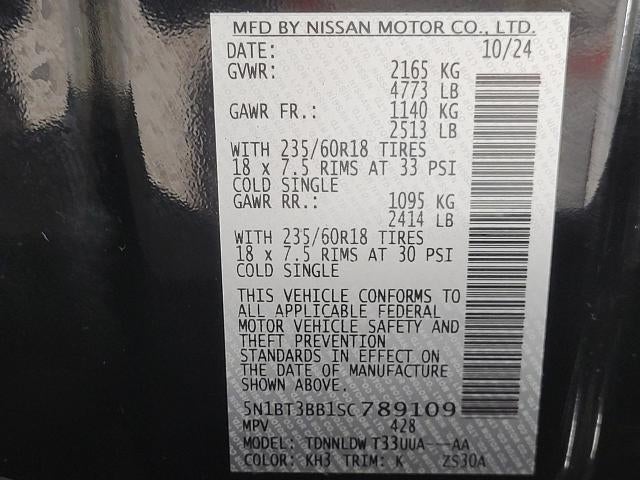 MFD BY NISSAN MOTOR CO., LTD.
DATE: 10/24
GVWR: 2165 KG
4773 LB
GAWR FR.: 1140 KG
2513 LB
WITH 235/60R18 TIRES
18 x 7.5 RIMS AT 33 PSI
COLD SINGLE
GAWR RR.: 1095 KG
2414 LB
WITH 235/60R18 TIRES
18 x 7.5 RIMS AT 30 PSI
COLD SINGLE
THIS VEHICLE CONFORMS TO
ALL APPLICABLE FEDERAL
MOTOR VEHICLE SAFETY AND
THEFT PREVENTION
STANDARDS IN EFFECT ON
THE DATE OF MANUFACTURE
SHOWN ABOVE.
5N1BT3BB1SC789109
MPV 428
MODEL: TDNNLDW T33UUA---AA
COLOR: KH3 TRIM: K ZS30A